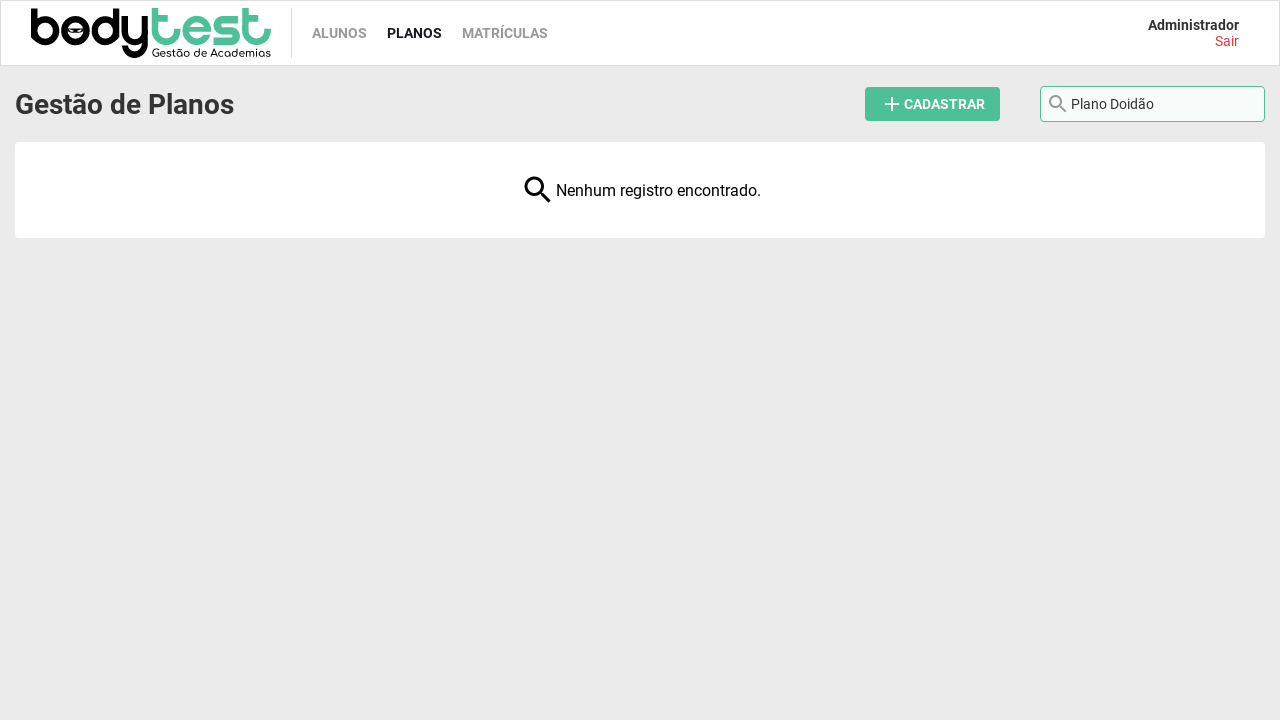 bodytest
Gestão de Academias
ALUNOS PLANOS MATRÍCULAS
Administrador
Sair
Gestão de Planos
CADASTRAR
Plano Doidão
Nenhum registro encontrado.